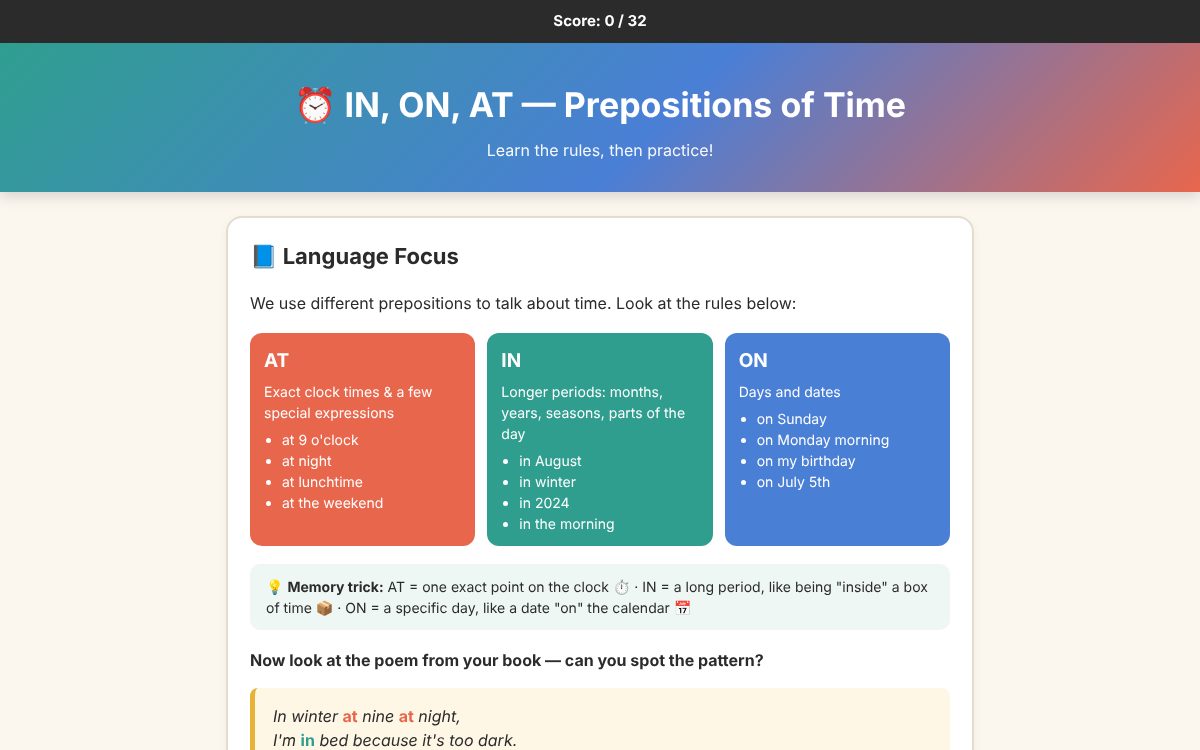 Score: 0 / 32
⏰ IN, ON, AT — Prepositions of Time
Learn the rules, then practice!
📘 Language Focus
We use different prepositions to talk about time. Look at the rules below:
AT
Exact clock times & a few
special expressions
• at 9 o'clock
• at night
• at lunchtime
• at the weekend
IN
Longer periods: months,
years, seasons, parts of the
day
• in August
• in winter
• in 2024
• in the morning
ON
Days and dates
• on Sunday
• on Monday morning
• on my birthday
• on July 5th
💡 Memory trick: AT = one exact point on the clock ⏱️ · IN = a long period, like being "inside" a box
of time 📦 · ON = a specific day, like a date "on" the calendar 📅
Now look at the poem from your book — can you spot the pattern?
In winter at nine at night,
I'm in bed because it's too dark.